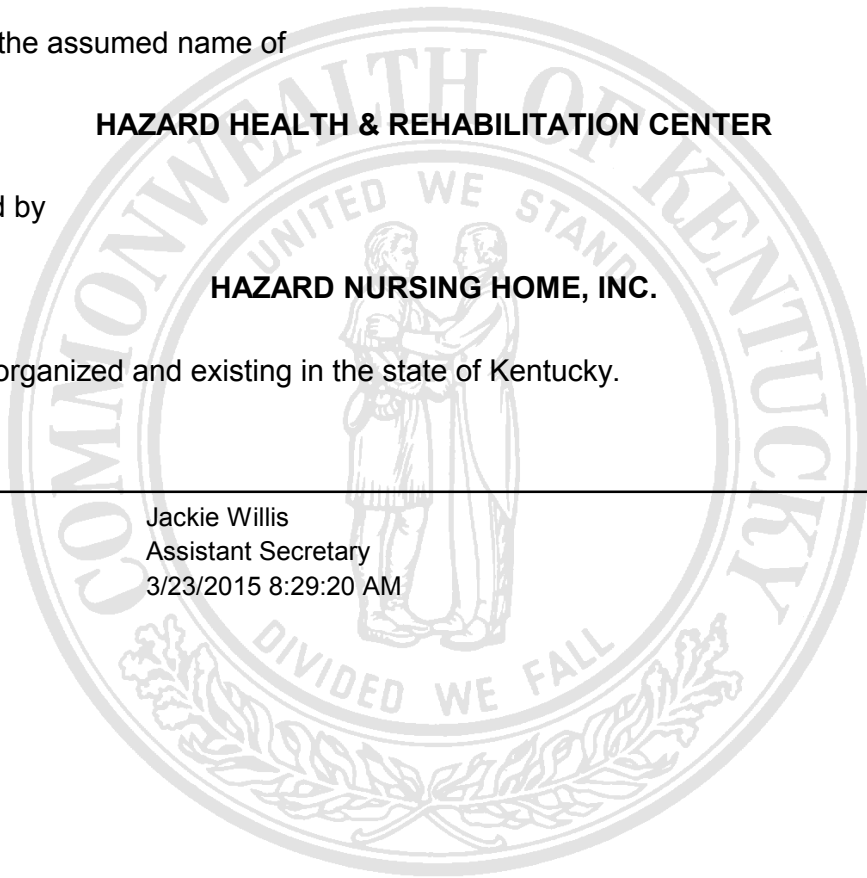 the assumed name of
HAZARD HEALTH & REHABILITATION CENTER
d by
HAZARD NURSING HOME, INC.
organized and existing in the state of Kentucky.
Jackie Willis
Assistant Secretary
3/23/2015 8:29:20 AM
COMMONWEALTH OF KENTUCKY
UNITED WE STAND
DIVIDED WE FALL